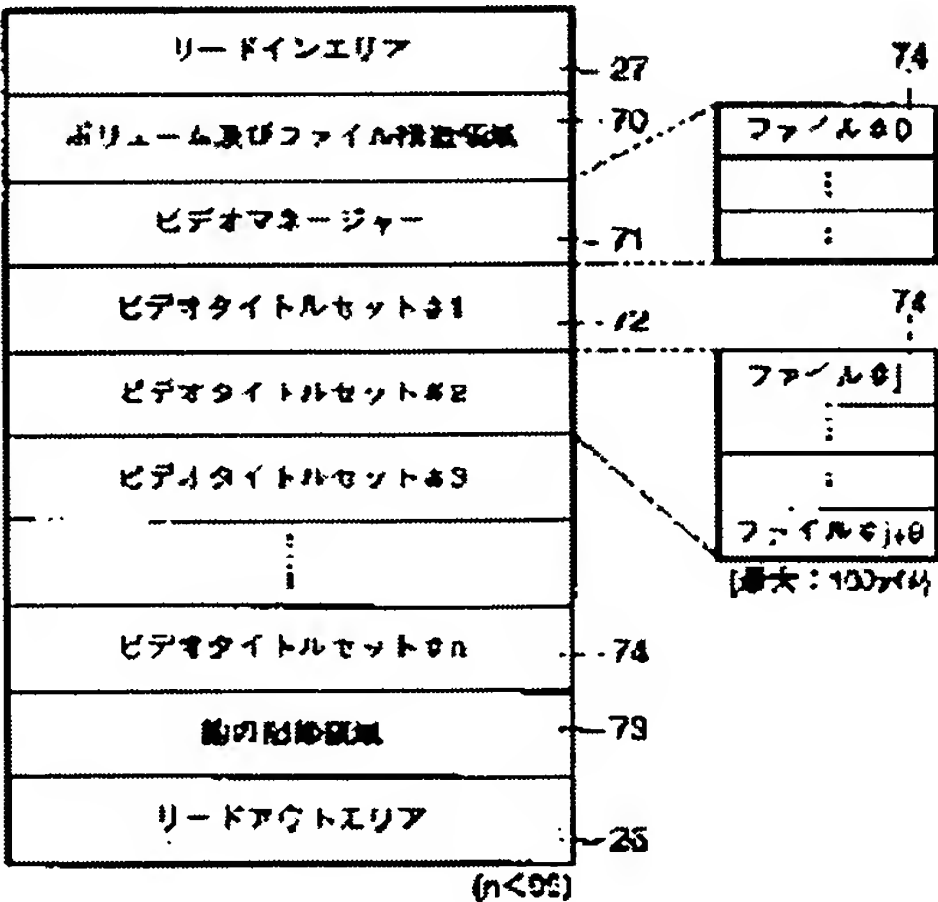 リードインエリア
27
ボリューム及びファイル構造領域
70
ビデオマネージャー
71
ビデオタイトルセット#1
72
ビデオタイトルセット#2
ビデオタイトルセット#3
ビデオタイトルセット#n
74
他の記録領域
73
リードアウトエリア
26
74
ファイル#0
ファイル#j
ファイル#j+9